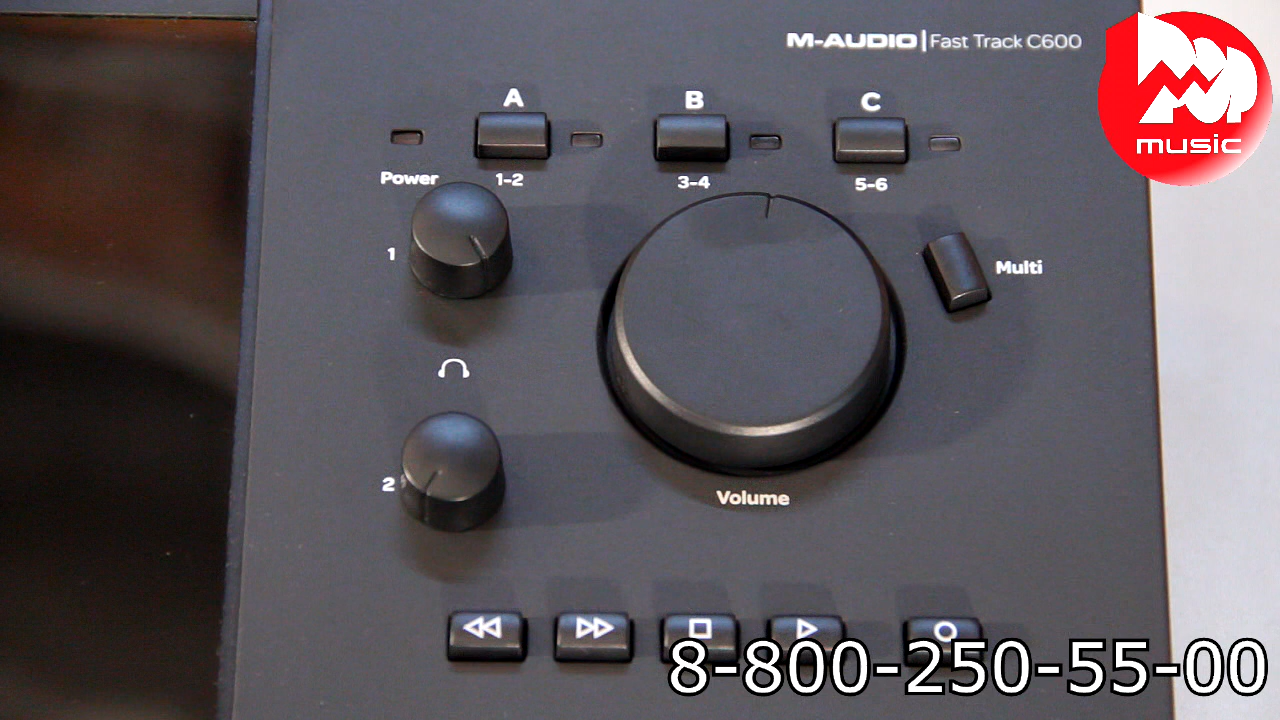 M-AUDIO | Fast Track C600
POP music
A B C
Power 1-2 3-4 5-6
1
Multi
2
Volume
8-800-250-55-00